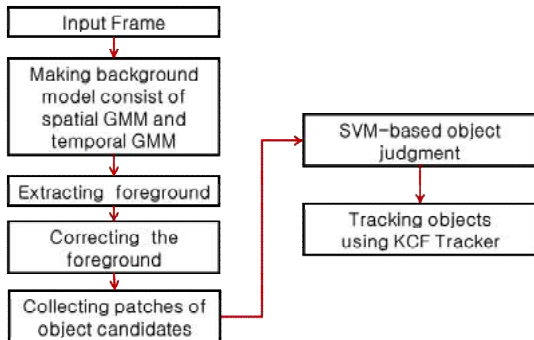 Input Frame
Making background
model consist of
spatial GMM and
temporal GMM
Extracting foreground
Correcting the
foreground
Collecting patches of
object candidates
SVM-based object
judgment
Tracking objects
using KCF Tracker